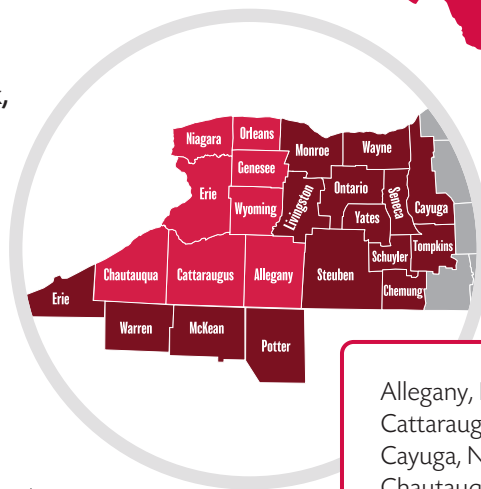 Niagara
Orleans
Monroe
Wayne
Genesee
Erie
Wyoming
Livingston
Ontario
Yates
Seneca
Cayuga
Chautauqua
Cattaraugus
Allegany
Steuben
Schuyler
Tompkins
Chemung
Erie
Warren
McKean
Potter
Allegany,
Cattaraug
Cayuga, N
Chautauq